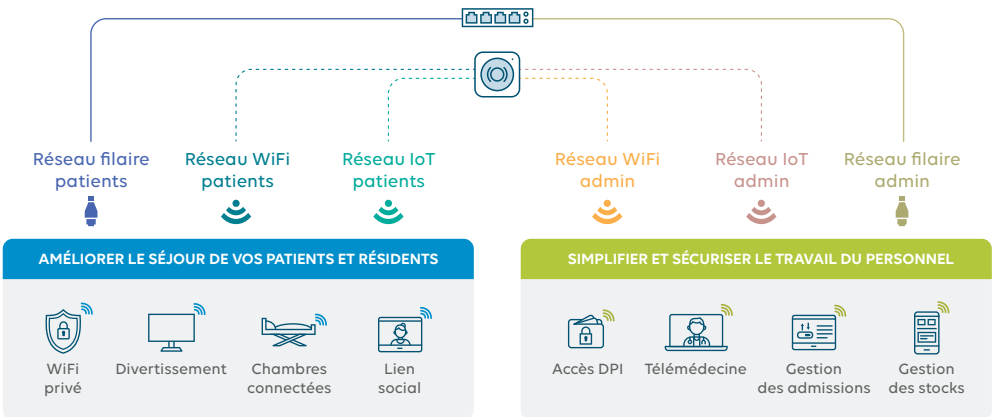 Réseau filaire
patients
Réseau WiFi
patients
Réseau IoT
patients
Réseau WiFi
admin
Réseau IoT
admin
Réseau filaire
admin
AMÉLIORER LE SÉJOUR DE VOS PATIENTS ET RÉSIDENTS
WiFi
privé
Divertissement
Chambres
connectées
Lien
social
SIMPLIFIER ET SÉCURISER LE TRAVAIL DU PERSONNEL
Accès DPI
Télémédecine
Gestion
des admissions
Gestion
des stocks